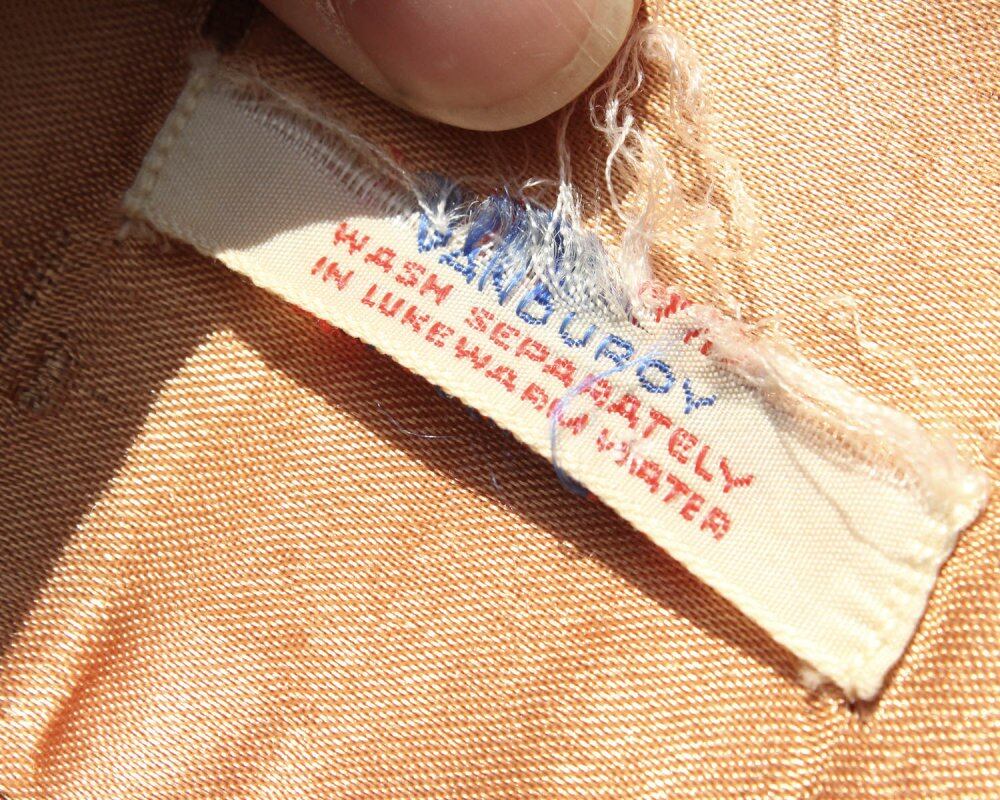 VANBUROY
WASH SEPARATELY
IN LUKEWARM WATER